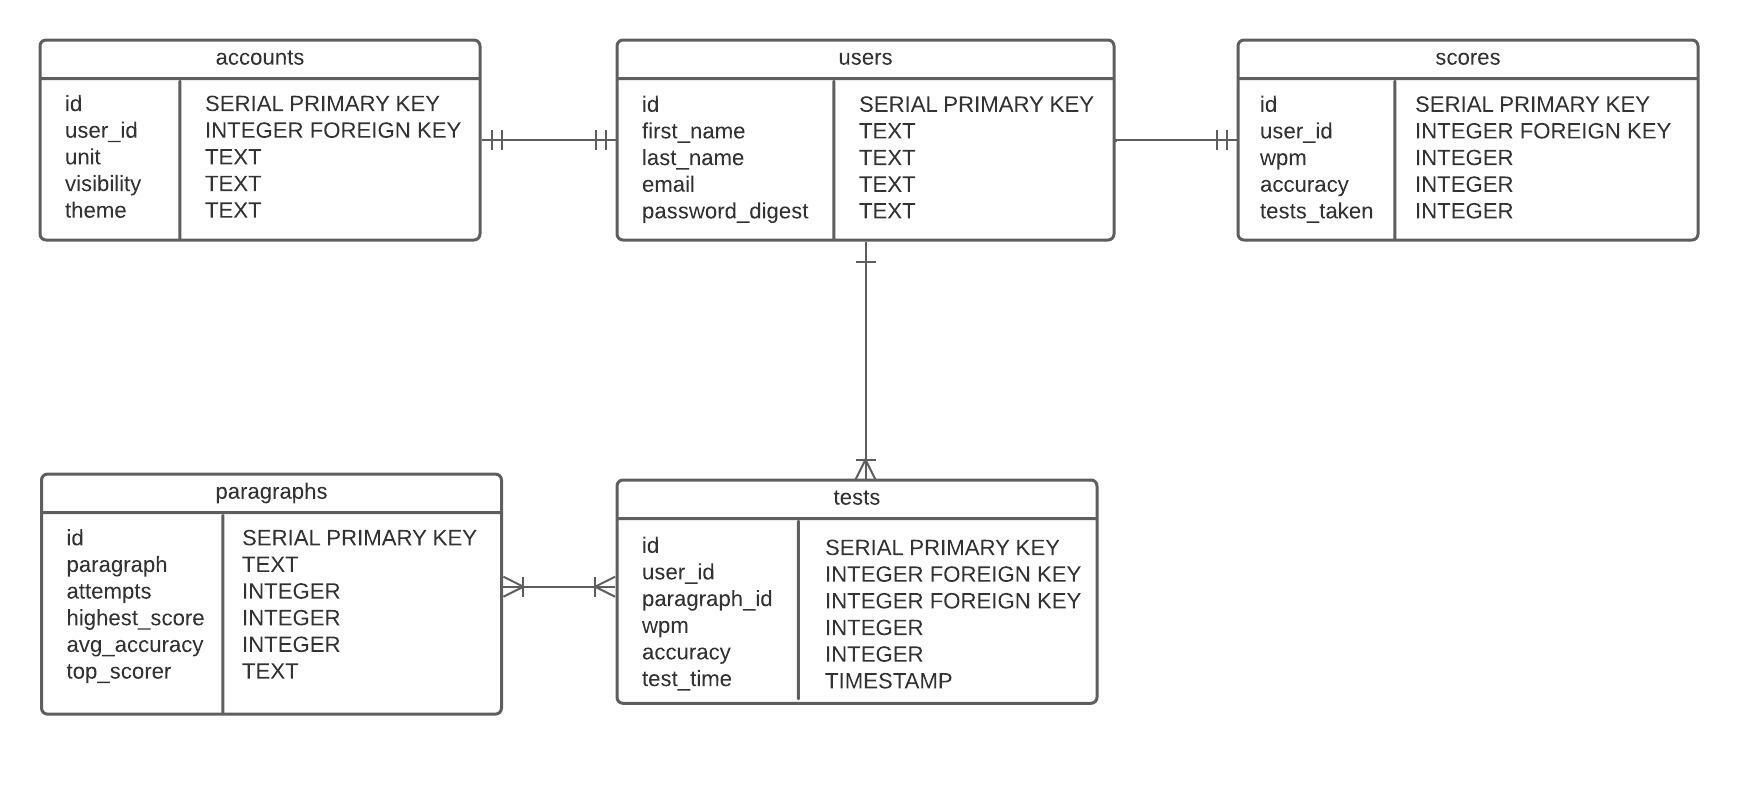 accounts
id SERIAL PRIMARY KEY
user_id INTEGER FOREIGN KEY
unit TEXT
visibility TEXT
theme TEXT
users
id SERIAL PRIMARY KEY
first_name TEXT
last_name TEXT
email TEXT
password_digest TEXT
scores
id SERIAL PRIMARY KEY
user_id INTEGER FOREIGN KEY
wpm INTEGER
accuracy INTEGER
tests_taken INTEGER
paragraphs
id SERIAL PRIMARY KEY
paragraph TEXT
attempts INTEGER
highest_score INTEGER
avg_accuracy INTEGER
top_scorer TEXT
tests
id SERIAL PRIMARY KEY
user_id INTEGER FOREIGN KEY
paragraph_id INTEGER FOREIGN KEY
wpm INTEGER
accuracy INTEGER
test_time TIMESTAMP